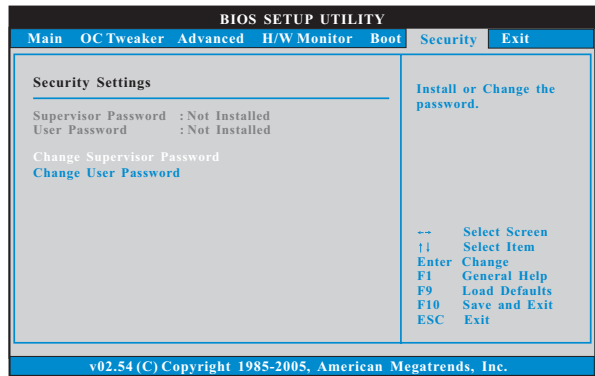 BIOS SETUP UTILITY
Main OC Tweaker Advanced H/W Monitor Boot Security Exit
Security Settings
Supervisor Password : Not Installed
User Password : Not Installed
Change Supervisor Password
Change User Password
Install or Change the
password.
←→ Select Screen
↑↓ Select Item
Enter Change
F1 General Help
F9 Load Defaults
F10 Save and Exit
ESC Exit
v02.54 (C) Copyright 1985-2005, American Megatrends, Inc.